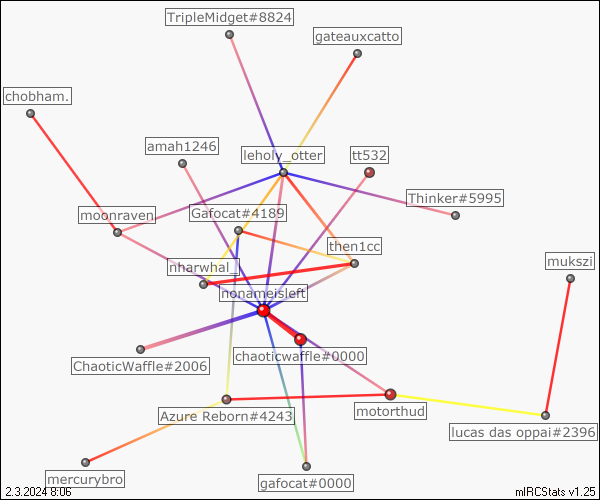 TripleMidget#8824
gateauxcatto
chobham.
amah1246
leholy_otter
tt532
Thinker#5995
moonraven
Gafocat#4189
then1cc
mukszi
nharwhal_
nonameisleft
ChaoticWaffle#2006
chaoticwaffle#0000
Azure Reborn#4243
motorthud
lucas das oppai#2396
mercurybro
gafocat#0000
2.3.2024 8:06
mIRCStats v1.25